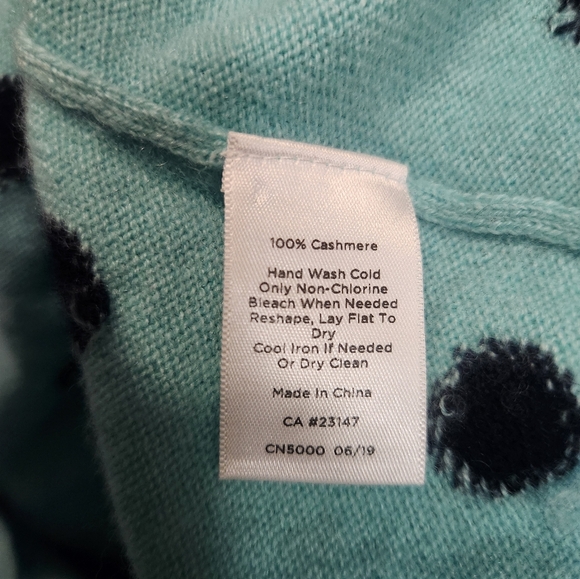 100% Cashmere
Hand Wash Cold
Only Non-Chlorine
Bleach When Needed
Reshape, Lay Flat To
Dry
Cool Iron If Needed
Or Dry Clean
Made In China
CA #23147
CN5000 06/19